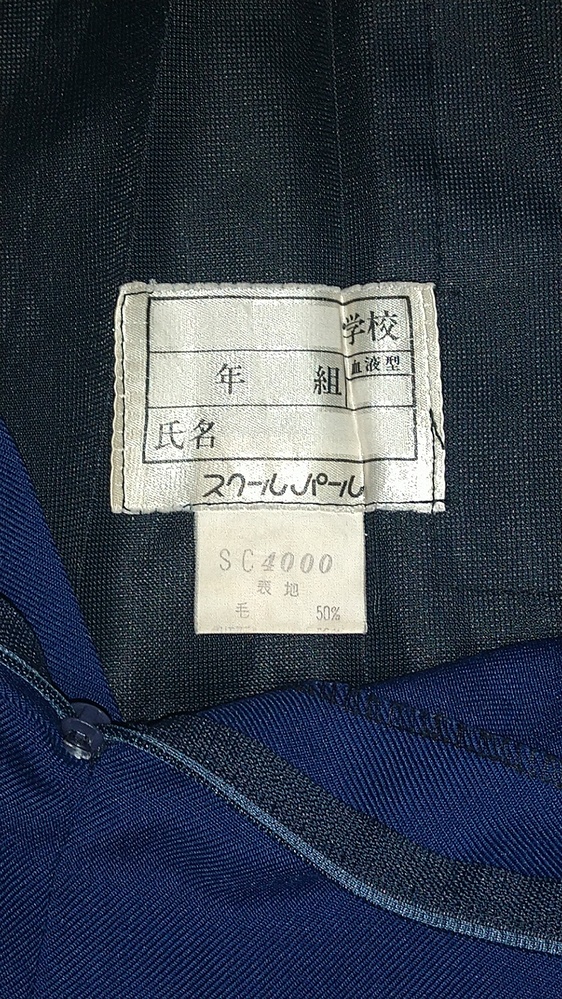 学校
年 組 血液型
氏名
スクールパール
SC4000
表地
毛 50%